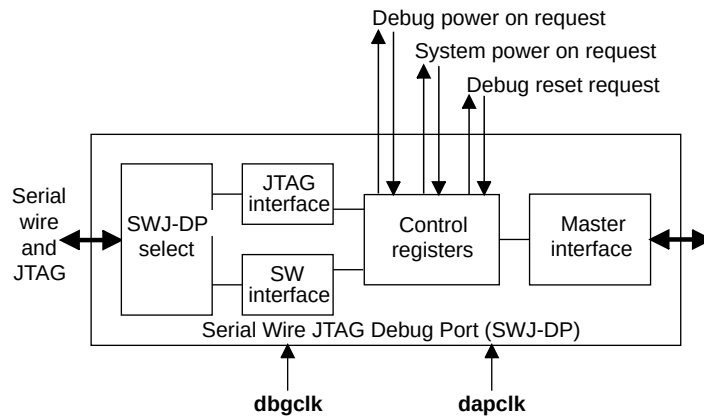 Debug power on request
System power on request
Debug reset request
Serial
wire
and
JTAG
SWJ-DP
select
JTAG
interface
SW
interface
Control
registers
Master
interface
Serial Wire JTAG Debug Port (SWJ-DP)
dbgclk
dapclk